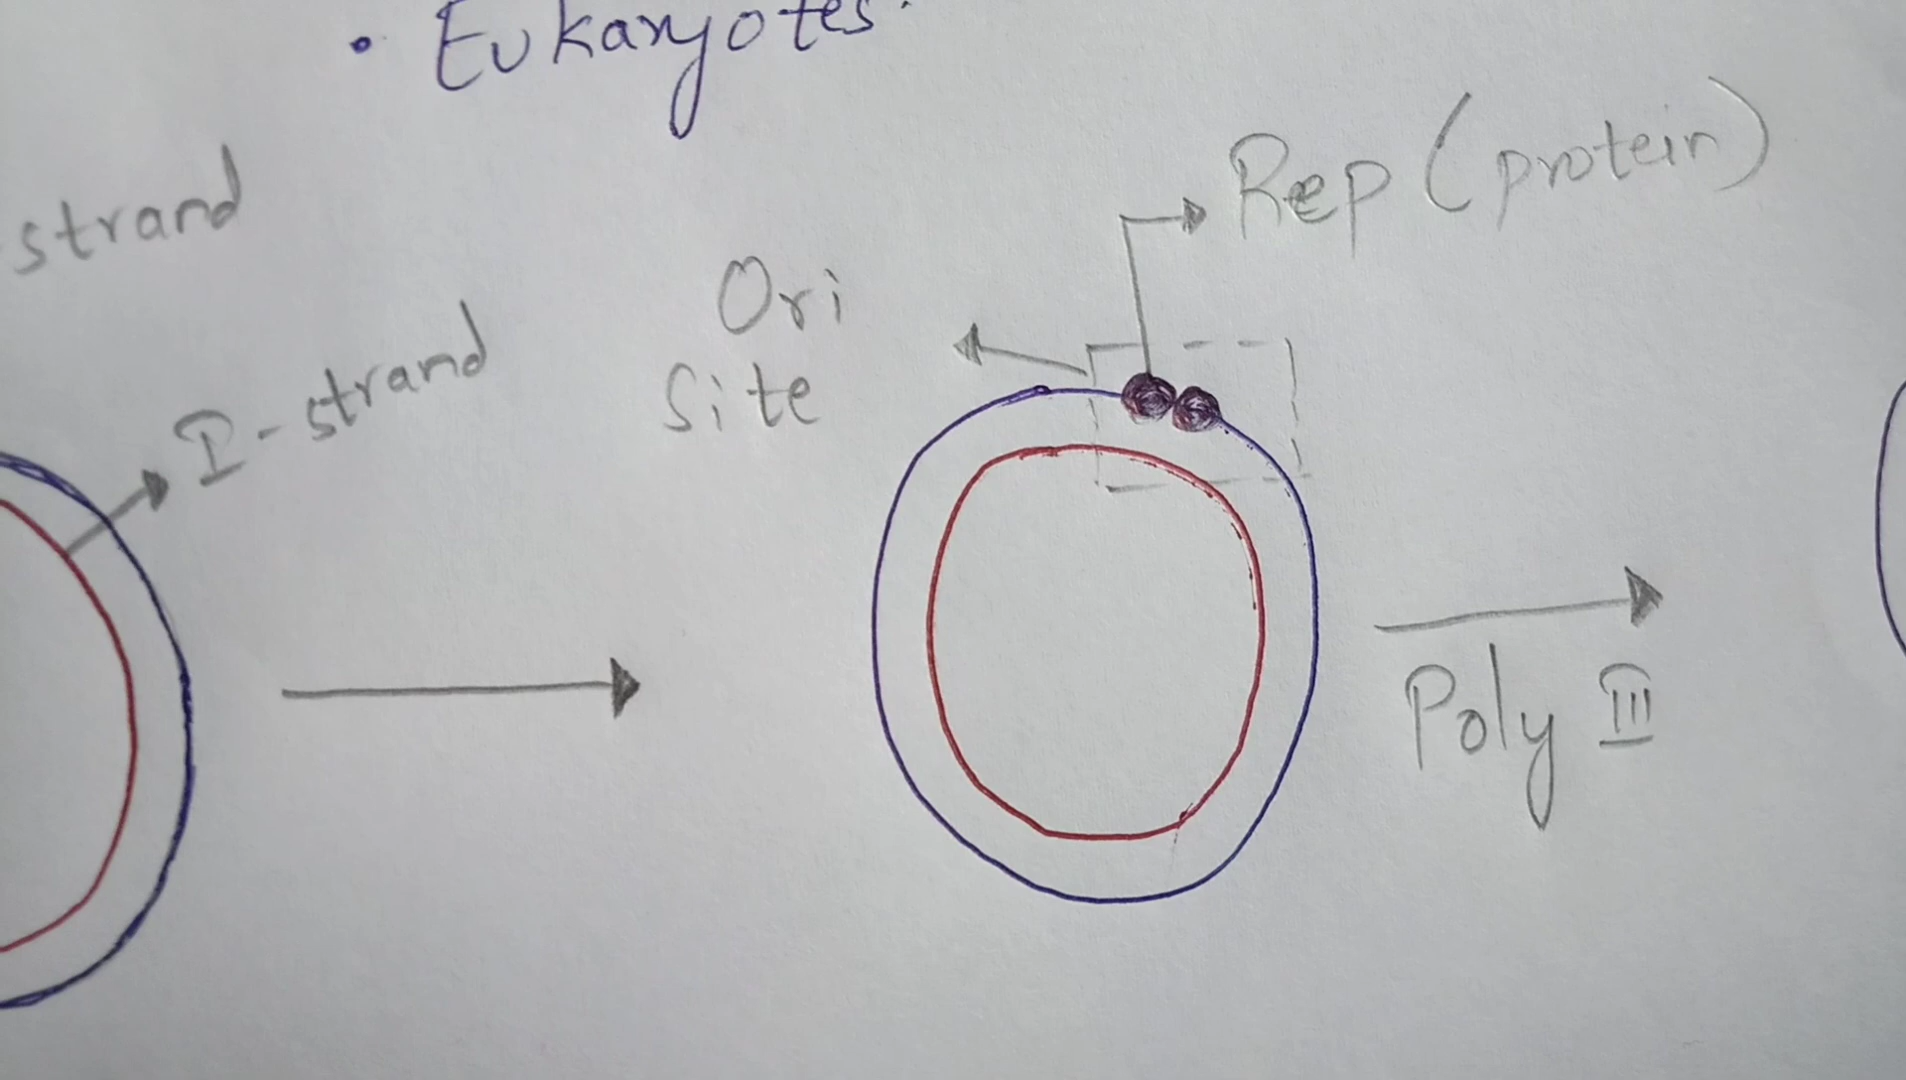 • Eukaryotes.
strand
I-strand
Ori
Site
Rep (protein)
Poly III